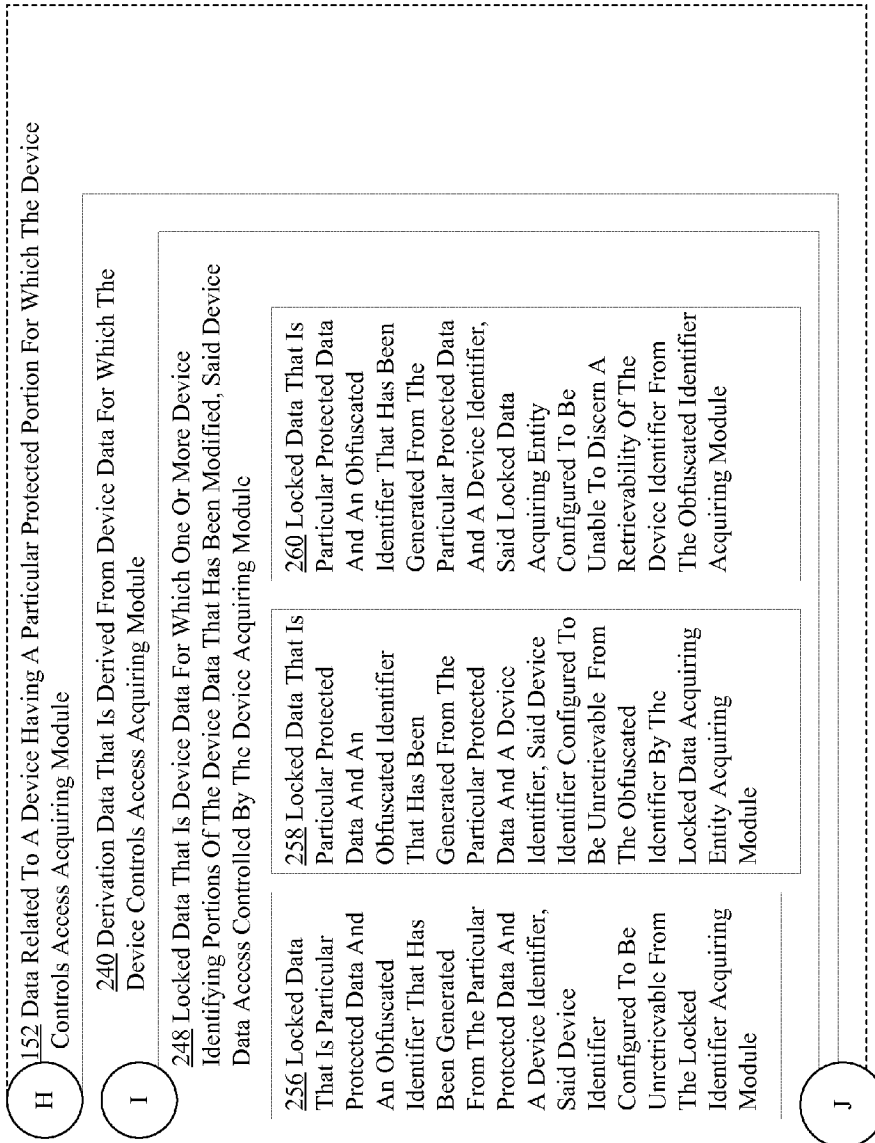 H
152 Data Related To A Device Having A Particular Protected Portion For Which The Device
Controls Access Acquiring Module
I
240 Derivation Data That Is Derived From Device Data For Which The
Device Controls Access Acquiring Module
248 Locked Data That Is Device Data For Which One Or More Device
Identifying Portions Of The Device Data That Has Been Modified, Said Device
Data Access Controlled By The Device Acquiring Module
256 Locked Data
That Is Particular
Protected Data And
An Obfuscated
Identifier That Has
Been Generated
From The Particular
Protected Data And
A Device Identifier,
Said Device
Identifier
Configured To Be
Unretrievable From
The Locked
Identifier Acquiring
Module
258 Locked Data That Is
Particular Protected
Data And An
Obfuscated Identifier
That Has Been
Generated From The
Particular Protected
Data And A Device
Identifier, Said Device
Identifier Configured To
Be Unretrievable From
The Obfuscated
Identifier By The
Locked Data Acquiring
Entity Acquiring
Module
260 Locked Data That Is
Particular Protected Data
And An Obfuscated
Identifier That Has Been
Generated From The
Particular Protected Data
And A Device Identifier,
Said Locked Data
Acquiring Entity
Configured To Be
Unable To Discern A
Retrievability Of The
Device Identifier From
The Obfuscated Identifier
Acquiring Module
J